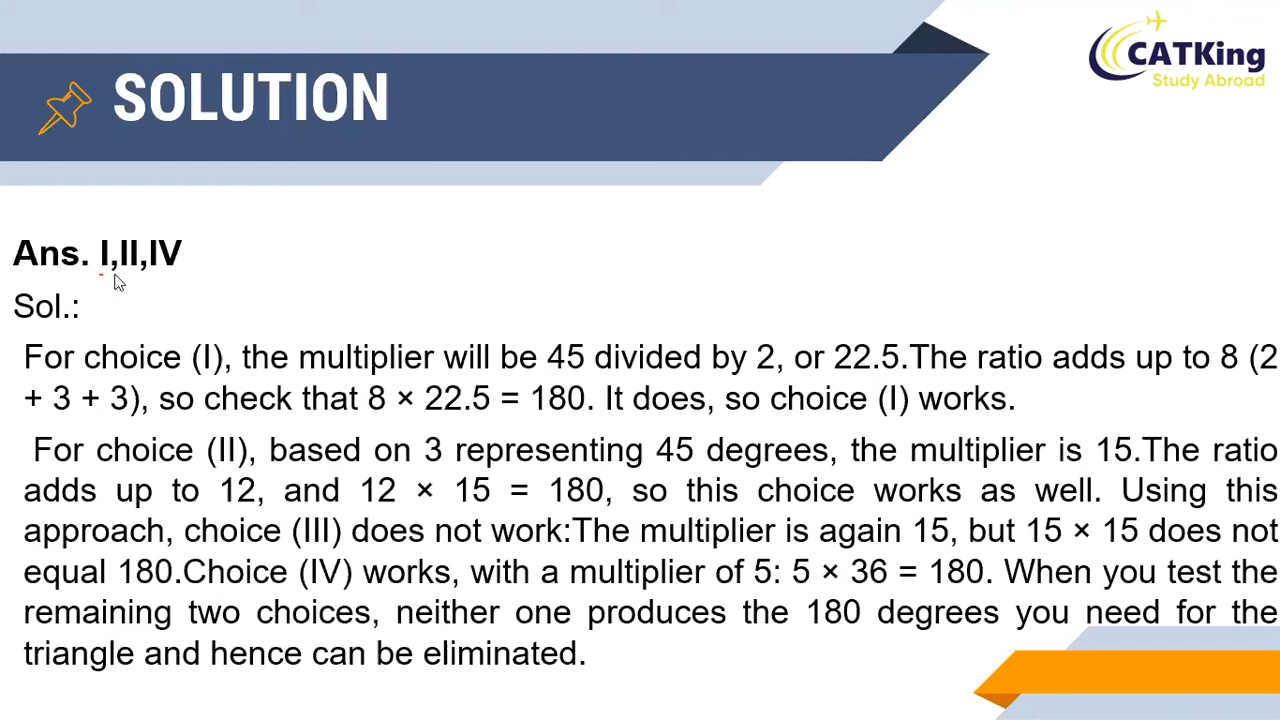 CATKing
Study Abroad
SOLUTION
Ans. I,II,IV
Sol.:
For choice (I), the multiplier will be 45 divided by 2, or 22.5.The ratio adds up to 8 (2
+ 3 + 3), so check that 8 × 22.5 = 180. It does, so choice (I) works.
For choice (II), based on 3 representing 45 degrees, the multiplier is 15.The ratio
adds up to 12, and 12 × 15 = 180, so this choice works as well. Using this
approach, choice (III) does not work:The multiplier is again 15, but 15 × 15 does not
equal 180.Choice (IV) works, with a multiplier of 5: 5 × 36 = 180. When you test the
remaining two choices, neither one produces the 180 degrees you need for the
triangle and hence can be eliminated.